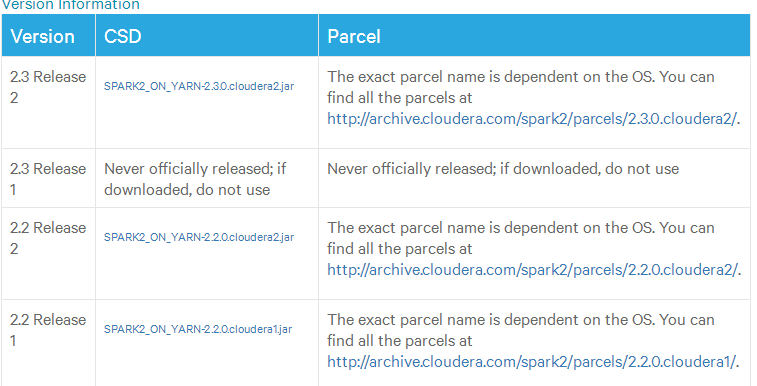 Version Information
Version CSD Parcel
2.3 Release
2
SPARK2_ON_YARN-2.3.0.cloudera2.jar
The exact parcel name is dependent on the OS. You can
find all the parcels at
http://archive.cloudera.com/spark2/parcels/2.3.0.cloudera2/.
2.3 Release
1
Never officially released; if
downloaded, do not use
Never officially released; if downloaded, do not use
2.2 Release
2
SPARK2_ON_YARN-2.2.0.cloudera2.jar
The exact parcel name is dependent on the OS. You can
find all the parcels at
http://archive.cloudera.com/spark2/parcels/2.2.0.cloudera2/.
2.2 Release
1
SPARK2_ON_YARN-2.2.0.cloudera1.jar
The exact parcel name is dependent on the OS. You can
find all the parcels at
http://archive.cloudera.com/spark2/parcels/2.2.0.cloudera1/.